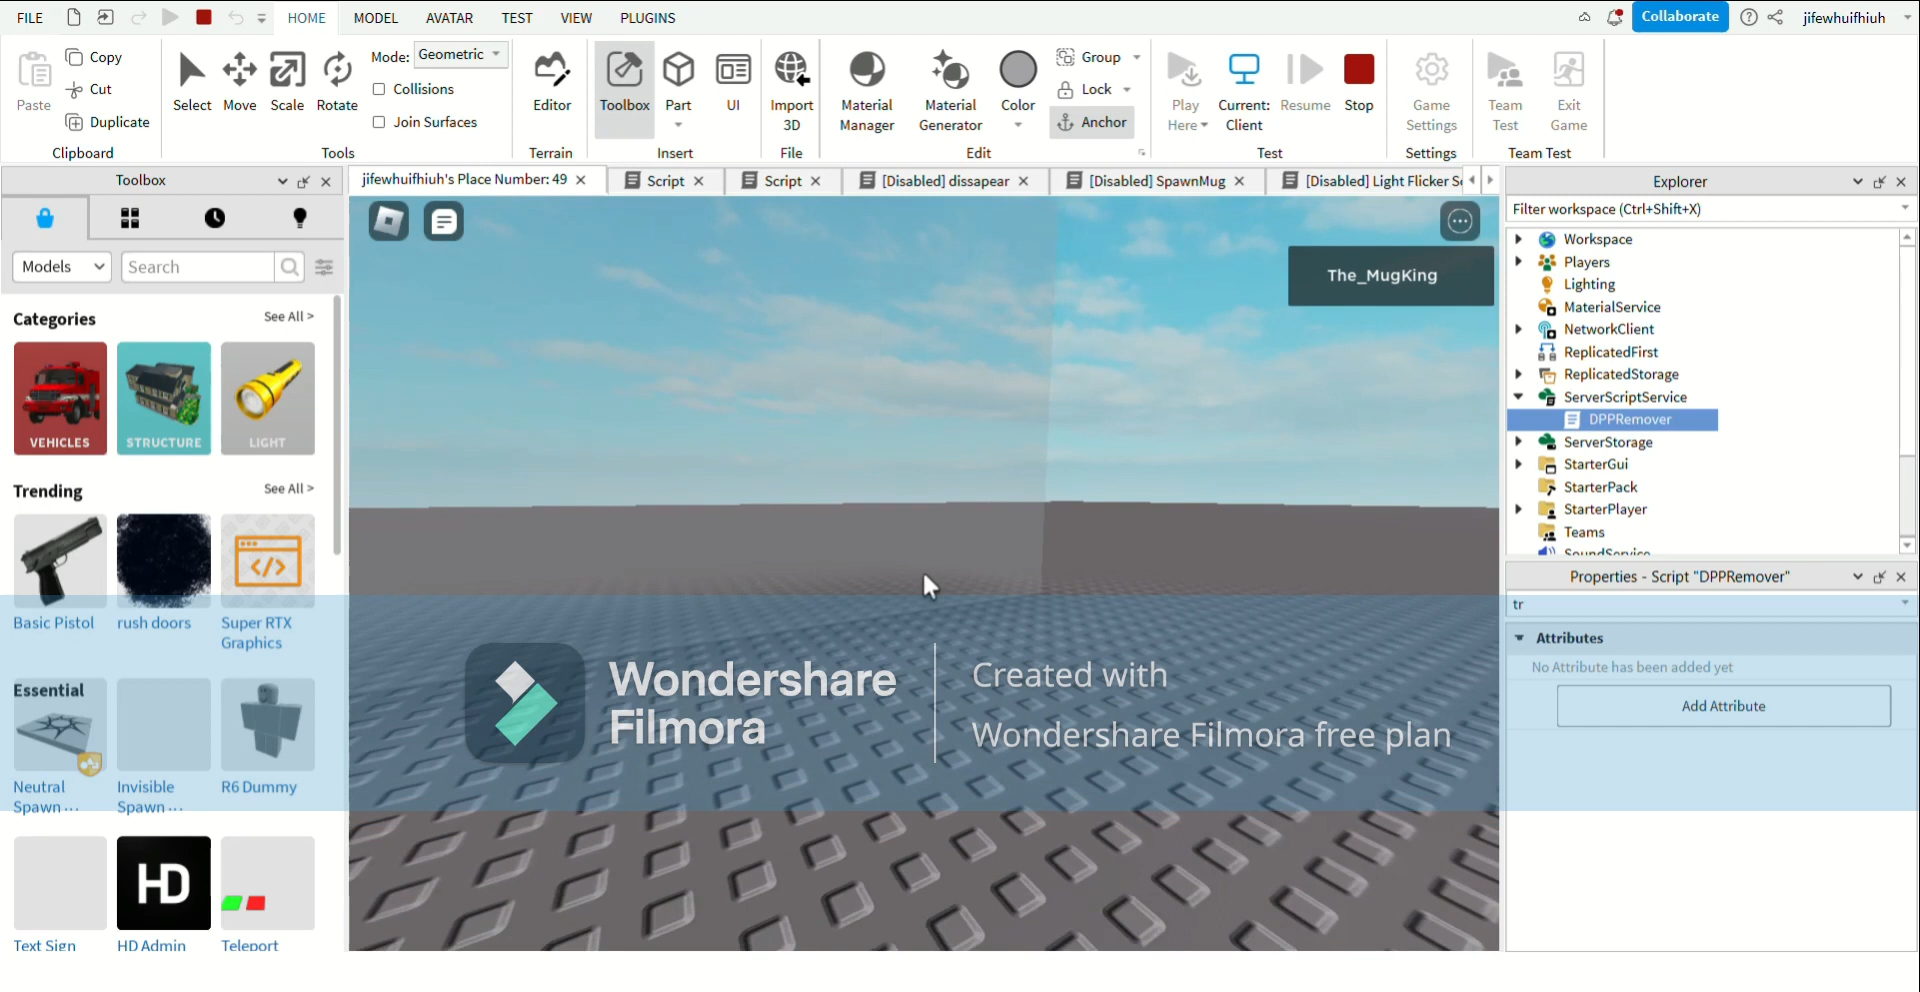 FILE
HOME
MODEL
AVATAR
TEST
VIEW
PLUGINS
Collaborate
jifewhuifhiuh
Paste
Copy
Cut
Duplicate
Clipboard
Select
Move
Scale
Rotate
Mode: Geometric
Collisions
Join Surfaces
Tools
Editor
Terrain
Toolbox
Part
UI
Insert
Import
3D
File
Material
Manager
Material
Generator
Color
Group
Lock
Anchor
Edit
Play
Here
Current:
Client
Resume
Stop
Test
Game
Settings
Settings
Team
Test
Exit
Game
Team Test
Toolbox
jifewhuifhiuh's Place Number: 49
Script
Script
[Disabled] dissapear
[Disabled] SpawnMug
[Disabled] Light Flicker Sc
Explorer
Models
Search
Categories
See All >
VEHICLES
STRUCTURE
LIGHT
Trending
See All >
Basic Pistol
rush doors
Super RTX
Graphics
Essential
Neutral
Spawn ...
Invisible
Spawn ...
R6 Dummy
HD
Text Sign
HD Admin
Teleport
The_MugKing
Wondershare
Filmora
Created with
Wondershare Filmora free plan
Filter workspace (Ctrl+Shift+X)
Workspace
Players
Lighting
MaterialService
NetworkClient
ReplicatedFirst
ReplicatedStorage
ServerScriptService
DPPRemover
ServerStorage
StarterGui
StarterPack
StarterPlayer
Teams
SoundService
Properties - Script "DPPRemover"
tr
Attributes
No Attribute has been added yet
Add Attribute